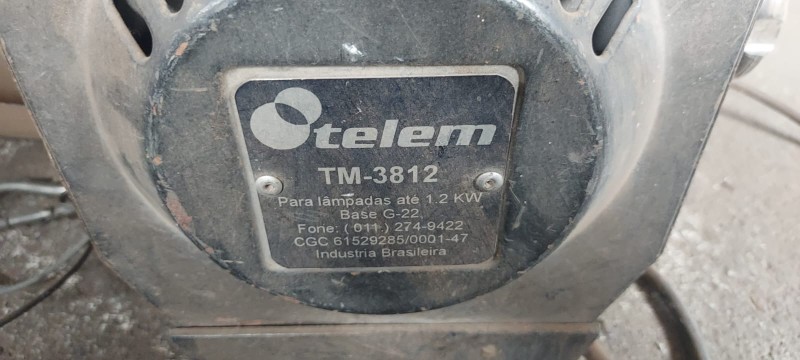 telem
TM-3812
Para lâmpadas até 1.2 KW
Base G-22,
Fone: ( 011 ) 274-9422
CGC 61529285/0001-47
Industria Brasileira